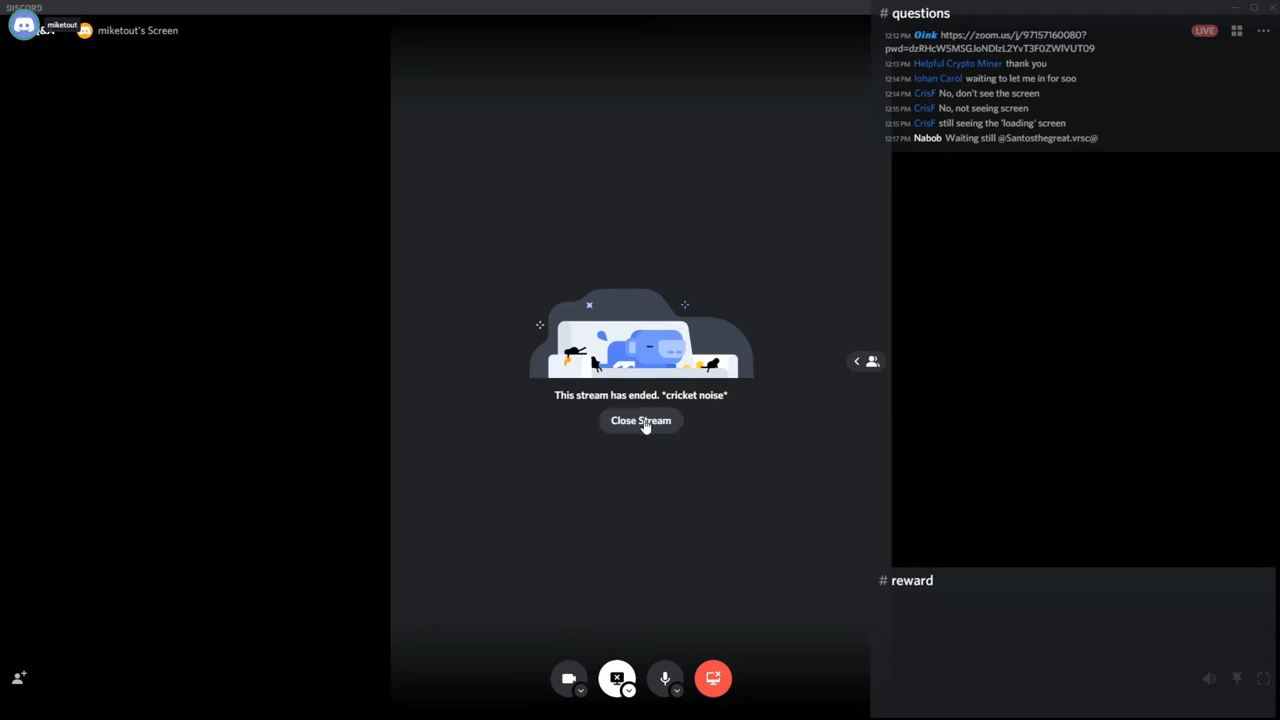 DISCORD
miketout
miketout's Screen
# questions
LIVE
12:12 PM Oink https://zoom.us/j/97157160080?
pwd=dzRHcW5MSGJoNDIzL2YvT3F0ZWlVUT09
12:13 PM Helpful Crypto Miner thank you
12:14 PM Iohan Carol waiting to let me in for soo
12:14 PM CrisF No, don't see the screen
12:15 PM CrisF No, not seeing screen
12:15 PM CrisF still seeing the 'loading' screen
12:17 PM Nabob Waiting still @Santosthegreat.vrsc@
This stream has ended. *cricket noise*
Close Stream
# reward